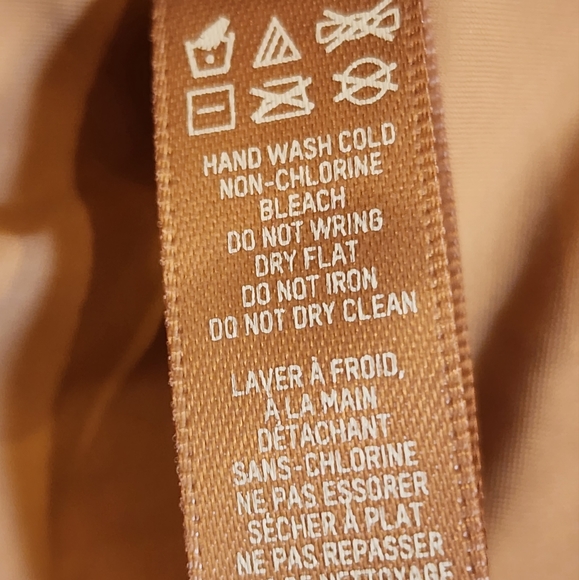 HAND WASH COLD
NON-CHLORINE
BLEACH
DO NOT WRING
DRY FLAT
DO NOT IRON
DO NOT DRY CLEAN
LAVER À FROID,
À LA MAIN
DÉTACHANT
SANS-CHLORINE
NE PAS ESSORER
SÉCHER À PLAT
NE PAS REPASSER
NETTOYAGE